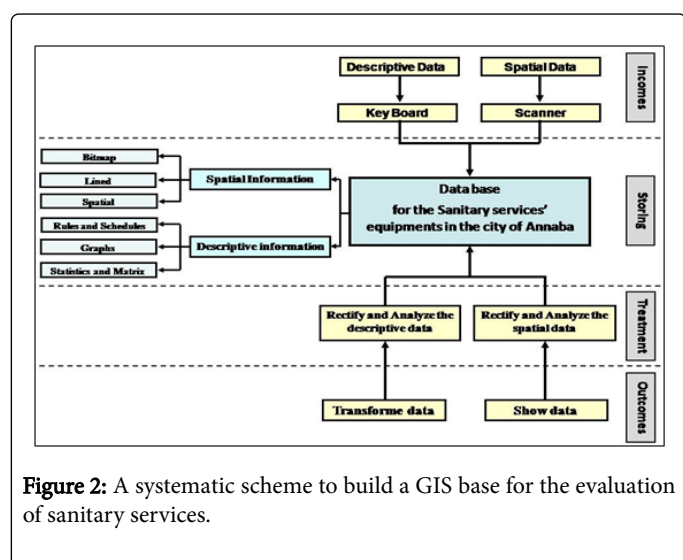 Descriptive Data
Spatial Data
Incomes
Key Board
Scanner
Bitmap
Lined
Spatial
Spatial Information
Rules and Schedules
Graphs
Statistics and Matrix
Descriptive information
Data base
for the Sanitary services'
equipments in the city of Annaba
Storing
Rectify and Analyze the
descriptive data
Rectify and Analyze the
spatial data
Treatment
Transforme data
Show data
Outcomes
Figure 2: A systematic scheme to build a GIS base for the evaluation
of sanitary services.